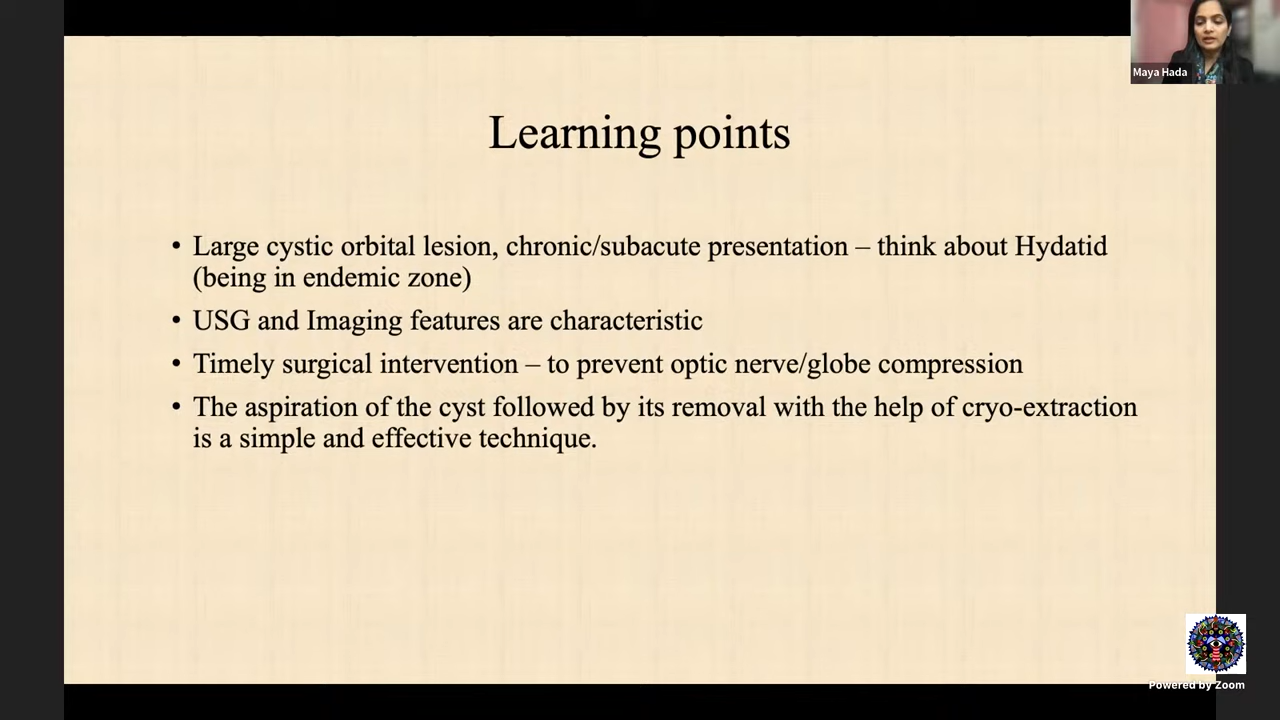 Maya Hada
Learning points
• Large cystic orbital lesion, chronic/subacute presentation – think about Hydatid
(being in endemic zone)
• USG and Imaging features are characteristic
• Timely surgical intervention – to prevent optic nerve/globe compression
• The aspiration of the cyst followed by its removal with the help of cryo-extraction
is a simple and effective technique.
Powered by Zoom